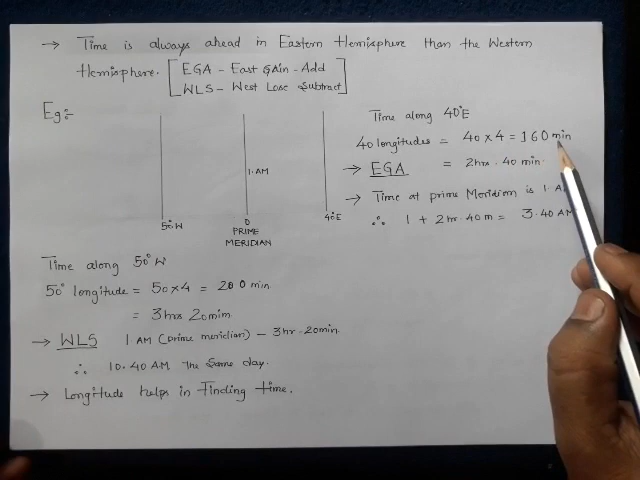 → Time is always ahead in Eastern Hemisphere than the Western
Hemisphere. [EGA - East GAin - Add
WLS - West Lose Subtract]
Eg:-
1.AM
50°W
0
PRIME
MERIDIAN
40°E
Time along 40°E
40 longitudes = 40 x 4 = 160 min
→ EGA = 2hrs. 40 min.
→ Time at prime Meridian is 1. A
∴ 1 + 2hr. 40m = 3.40 AM
Time along 50°W
50° longitude = 50x4 = 200 min
= 3hrs 20min
→ WLS 1 AM (prime meridian) - 3hr - 20min.
∴ 10.40 AM The Same day.
→ Longitude helps in Finding time.